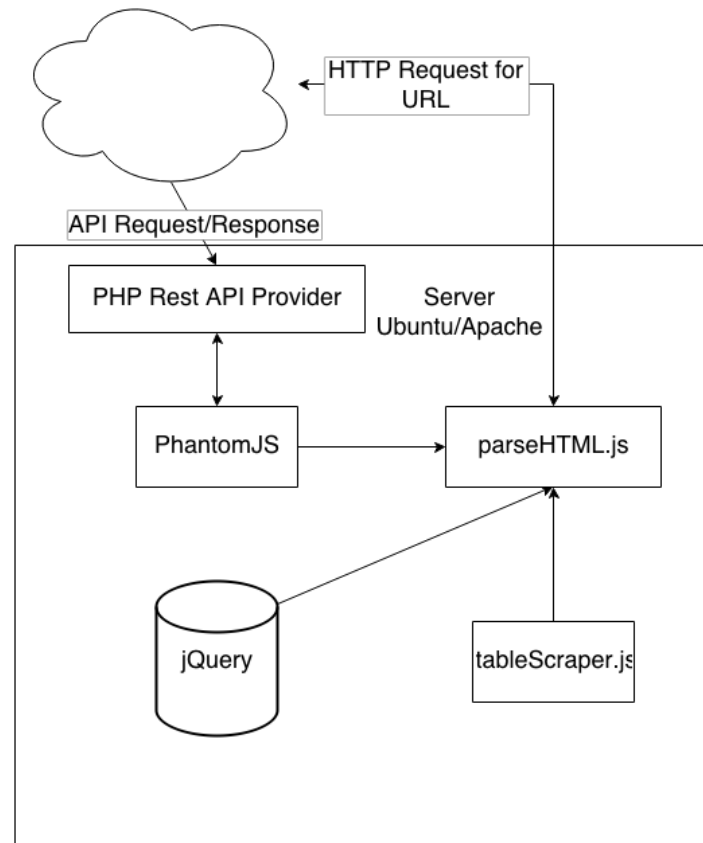 HTTP Request for
URL
API Request/Response
PHP Rest API Provider
Server
Ubuntu/Apache
PhantomJS
parseHTML.js
jQuery
tableScraper.js